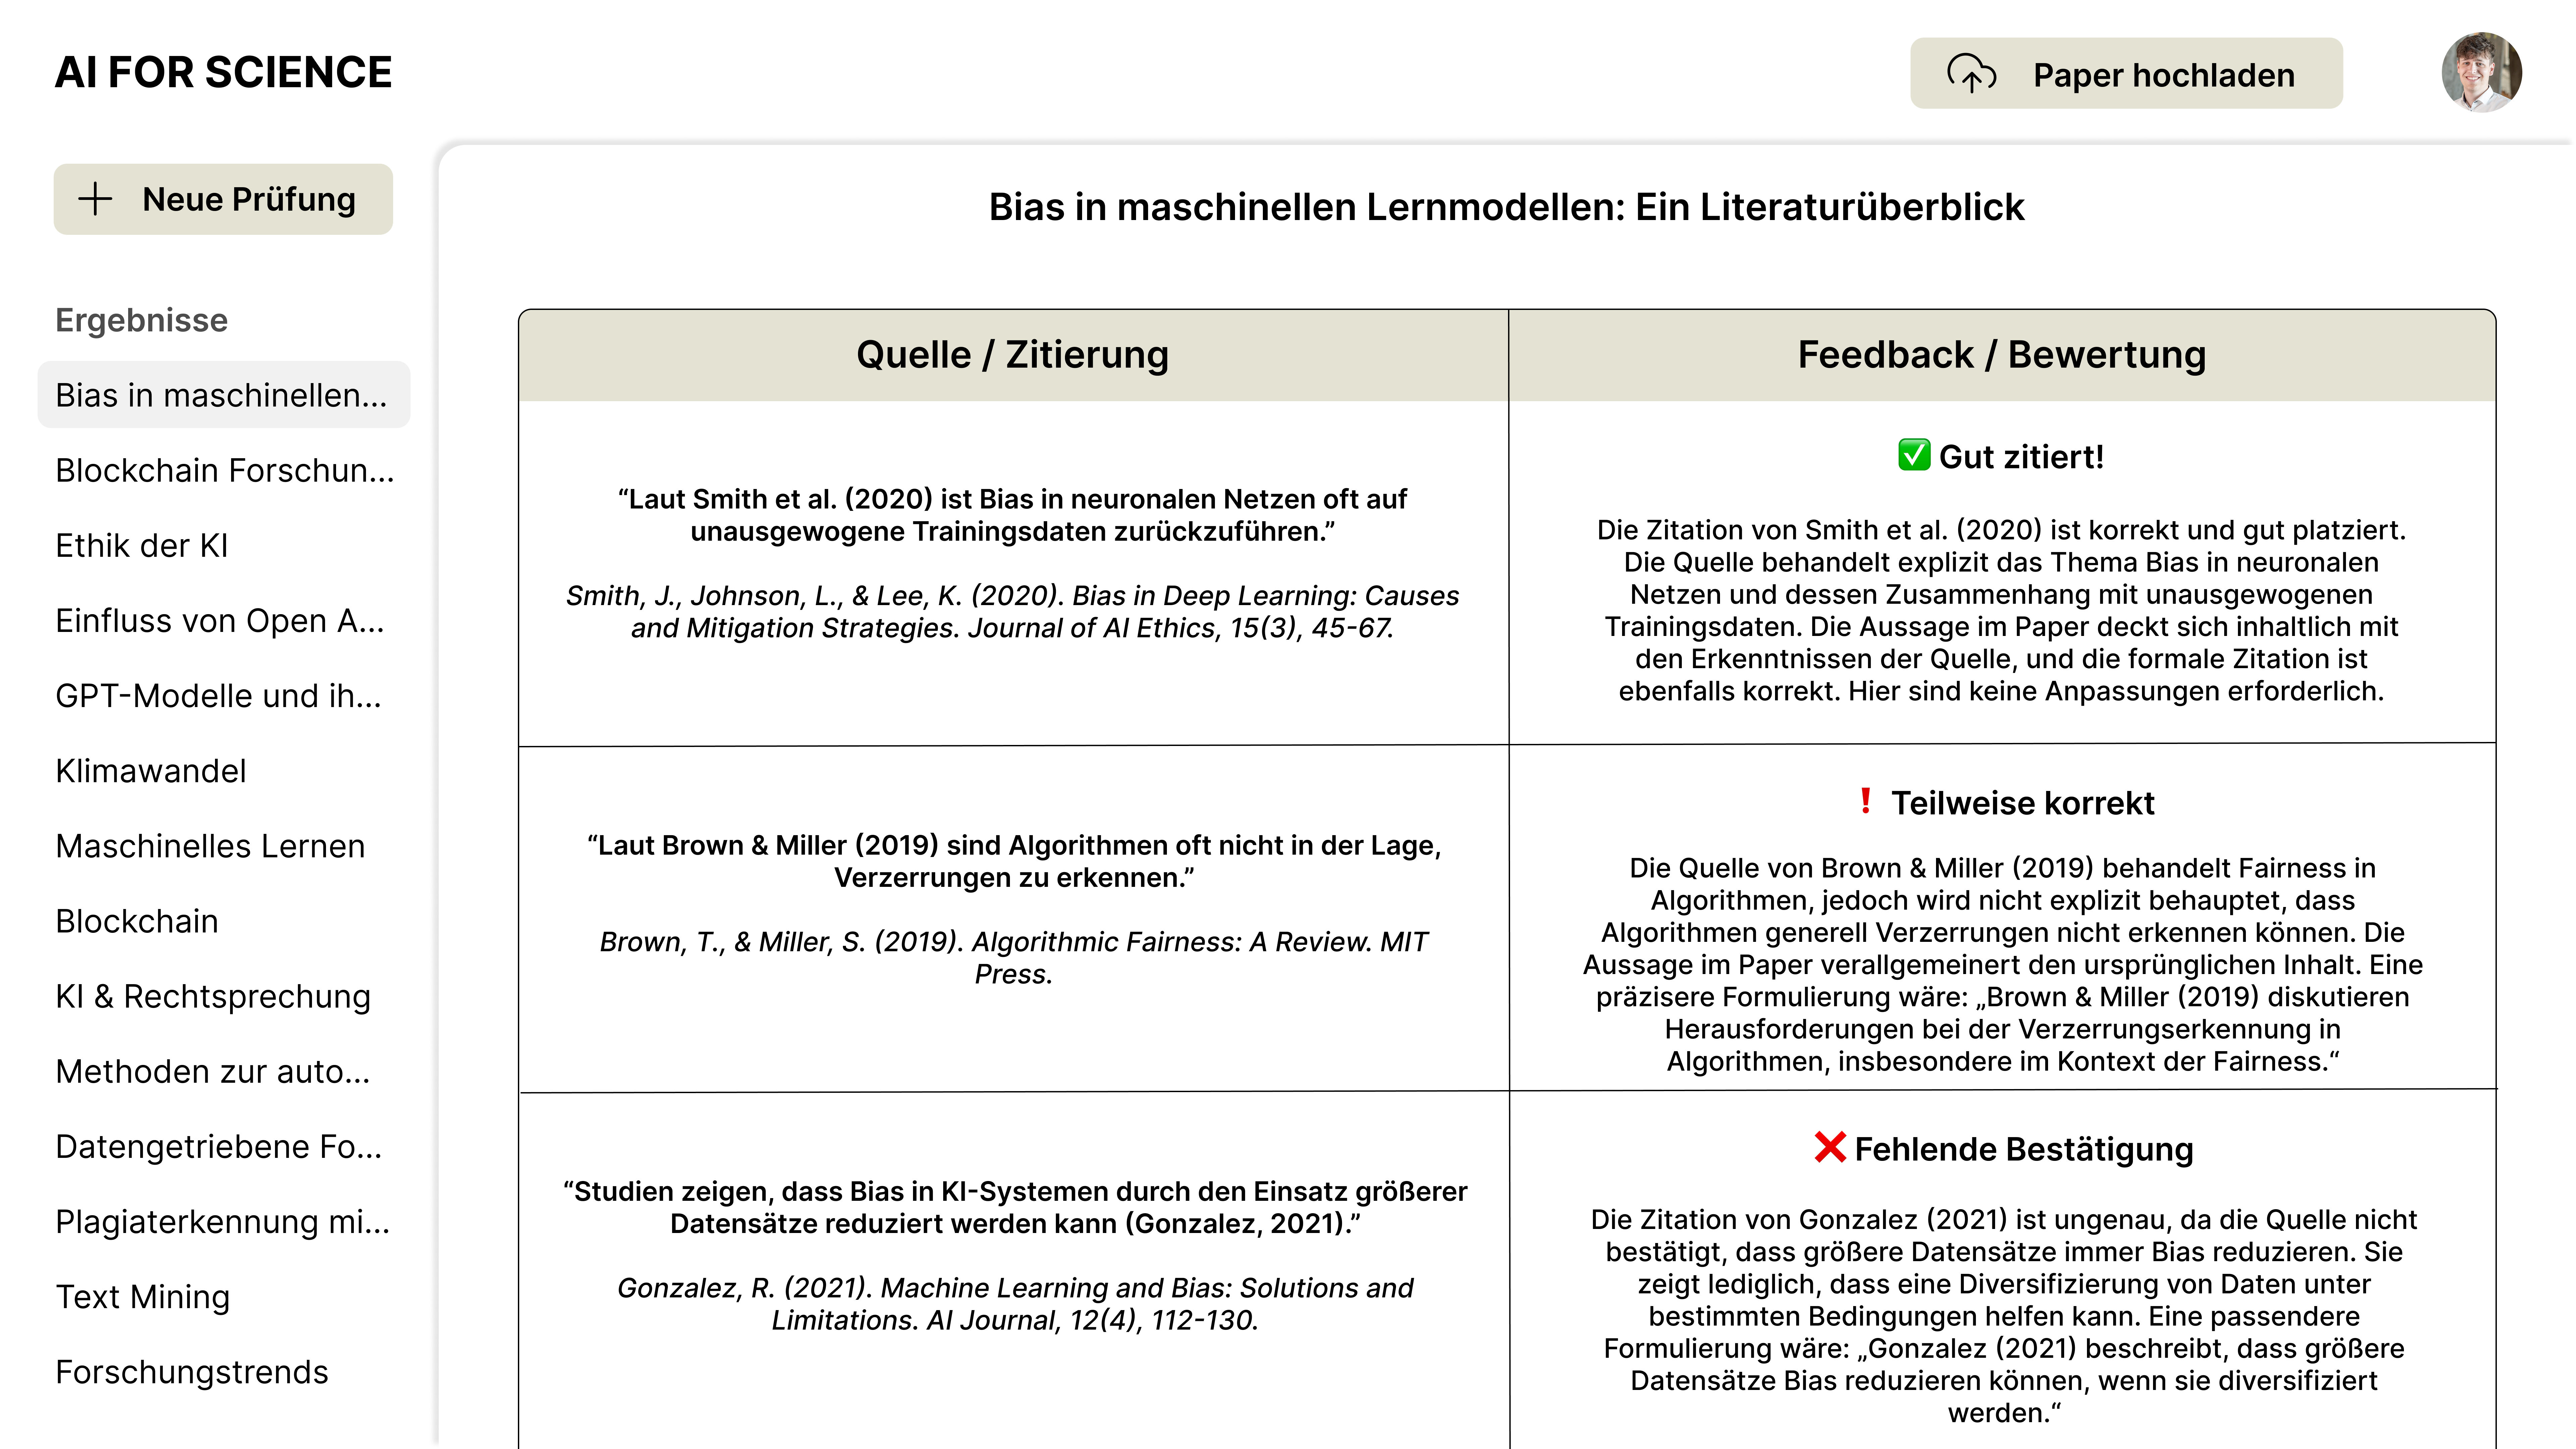 AI FOR SCIENCE
Paper hochladen
Neue Prüfung
Ergebnisse
Bias in maschinellen...
Blockchain Forschun...
Ethik der KI
Einfluss von Open A...
GPT-Modelle und ih...
Klimawandel
Maschinelles Lernen
Blockchain
KI & Rechtsprechung
Methoden zur auto...
Datengetriebene Fo...
Plagiaterkennung mi...
Text Mining
Forschungstrends
Bias in maschinellen Lernmodellen: Ein Literaturüberblick
Quelle / Zitierung
Feedback / Bewertung
“Laut Smith et al. (2020) ist Bias in neuronalen Netzen oft auf
unausgewogene Trainingsdaten zurückzuführen.”
Smith, J., Johnson, L., & Lee, K. (2020). Bias in Deep Learning: Causes
and Mitigation Strategies. Journal of AI Ethics, 15(3), 45-67.
✅ Gut zitiert!
Die Zitation von Smith et al. (2020) ist korrekt und gut platziert.
Die Quelle behandelt explizit das Thema Bias in neuronalen
Netzen und dessen Zusammenhang mit unausgewogenen
Trainingsdaten. Die Aussage im Paper deckt sich inhaltlich mit
den Erkenntnissen der Quelle, und die formale Zitation ist
ebenfalls korrekt. Hier sind keine Anpassungen erforderlich.
“Laut Brown & Miller (2019) sind Algorithmen oft nicht in der Lage,
Verzerrungen zu erkennen.”
Brown, T., & Miller, S. (2019). Algorithmic Fairness: A Review. MIT
Press.
❗ Teilweise korrekt
Die Quelle von Brown & Miller (2019) behandelt Fairness in
Algorithmen, jedoch wird nicht explizit behauptet, dass
Algorithmen generell Verzerrungen nicht erkennen können. Die
Aussage im Paper verallgemeinert den ursprünglichen Inhalt. Eine
präzisere Formulierung wäre: „Brown & Miller (2019) diskutieren
Herausforderungen bei der Verzerrungserkennung in
Algorithmen, insbesondere im Kontext der Fairness.“
“Studien zeigen, dass Bias in KI-Systemen durch den Einsatz größerer
Datensätze reduziert werden kann (Gonzalez, 2021).”
Gonzalez, R. (2021). Machine Learning and Bias: Solutions and
Limitations. AI Journal, 12(4), 112-130.
❌ Fehlende Bestätigung
Die Zitation von Gonzalez (2021) ist ungenau, da die Quelle nicht
bestätigt, dass größere Datensätze immer Bias reduzieren. Sie
zeigt lediglich, dass eine Diversifizierung von Daten unter
bestimmten Bedingungen helfen kann. Eine passendere
Formulierung wäre: „Gonzalez (2021) beschreibt, dass größere
Datensätze Bias reduzieren können, wenn sie diversifiziert
werden.“